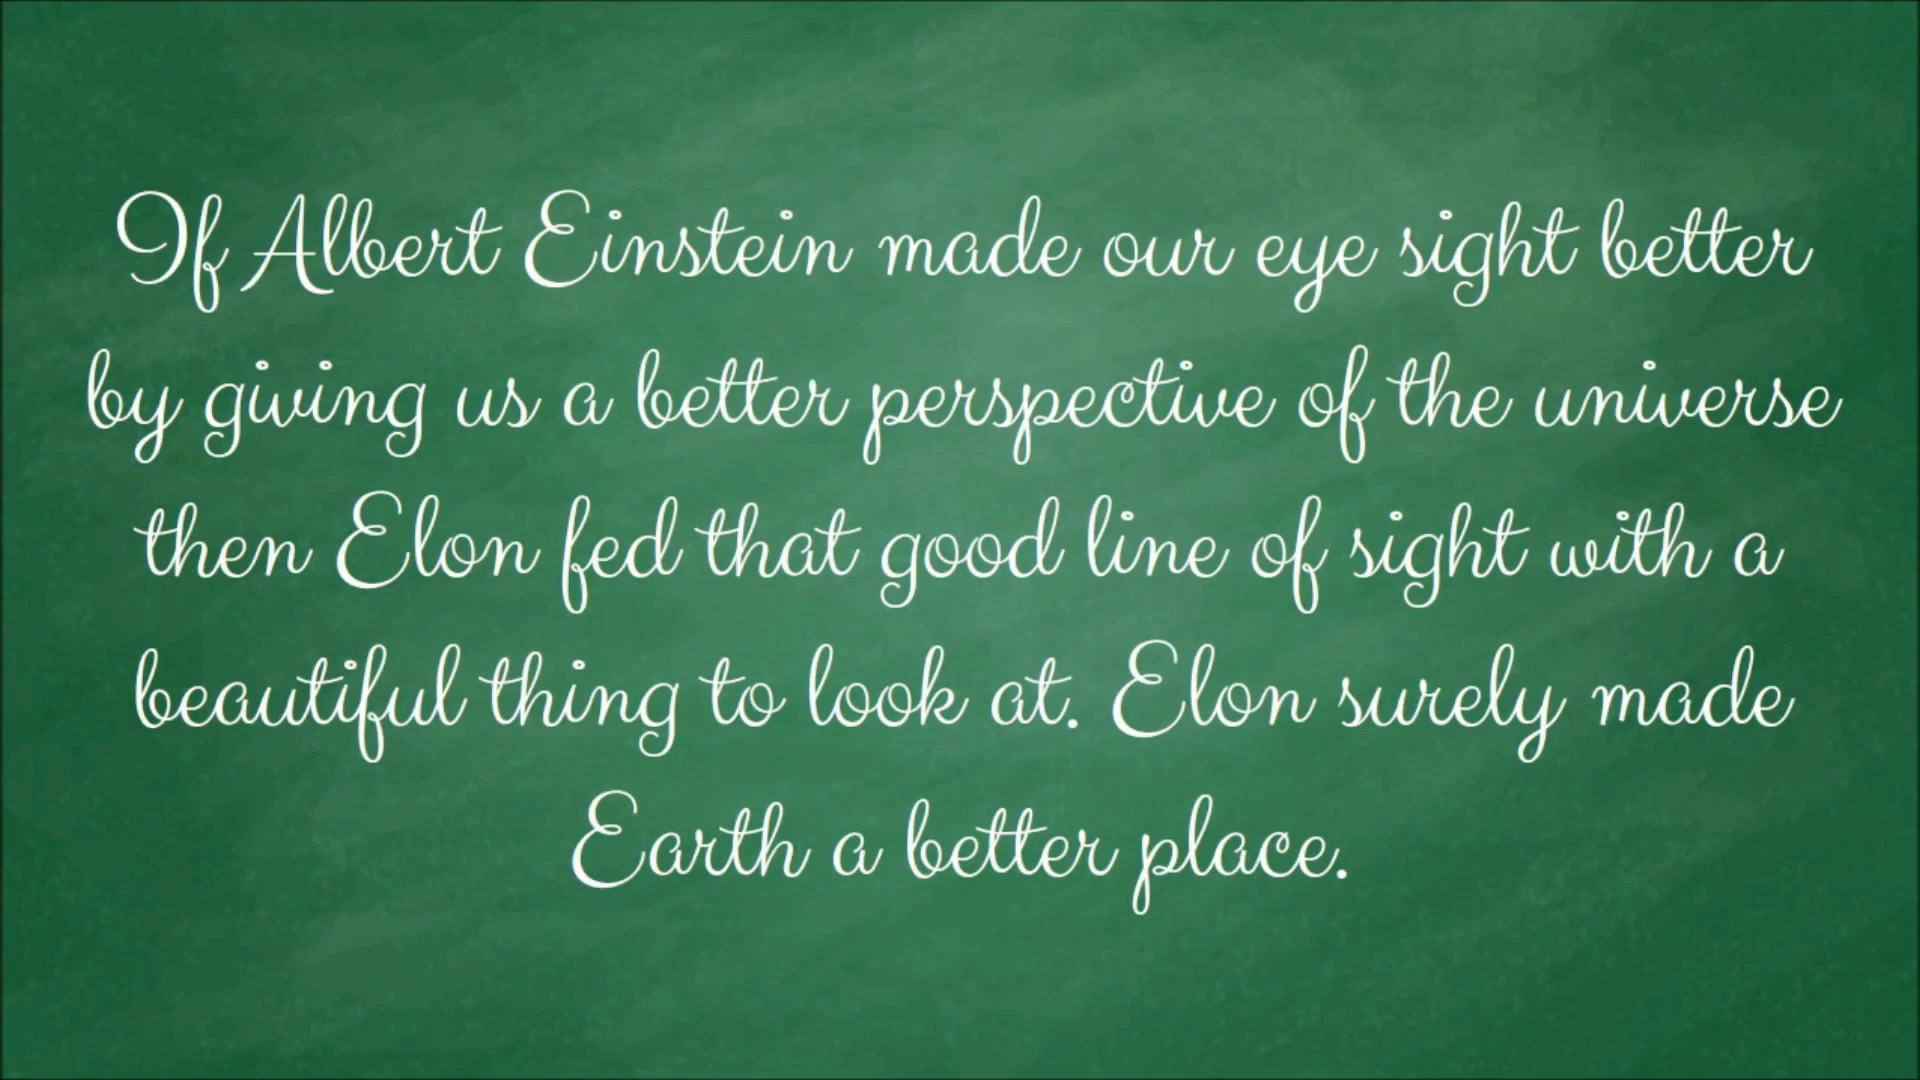 If Albert Einstein made our eye sight better
by giving us a better perspective of the universe
then Elon fed that good line of sight with a
beautiful thing to look at. Elon surely made
Earth a better place.